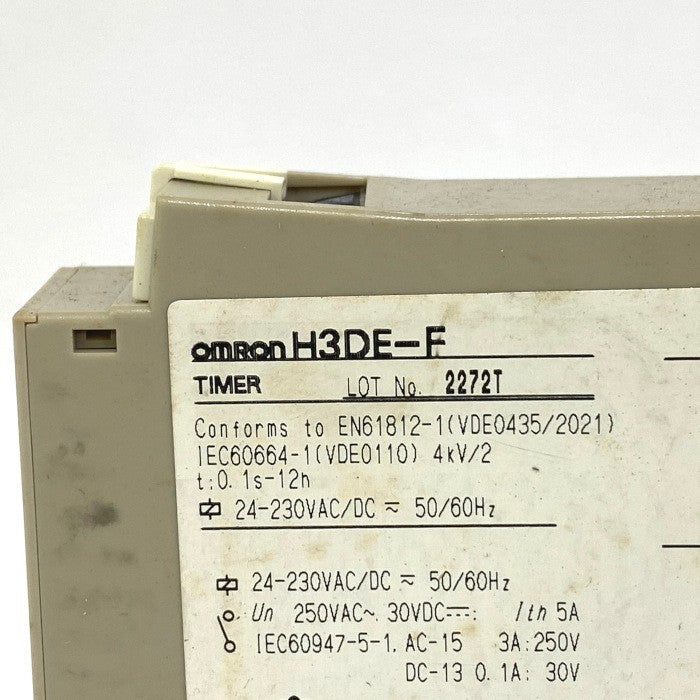 omron H3DE-F
TIMER LOT No. 2272T
Conforms to EN61812-1(VDE0435/2021)
IEC60664-1(VDE0110) 4kV/2
t:0.1s-12h
24-230VAC/DC ≂ 50/60Hz
24-230VAC/DC ≂ 50/60Hz
Un 250VAC~. 30VDC⎓: Ith 5A
IEC60947-5-1. AC-15 3A:250V
DC-13 0.1A: 30V